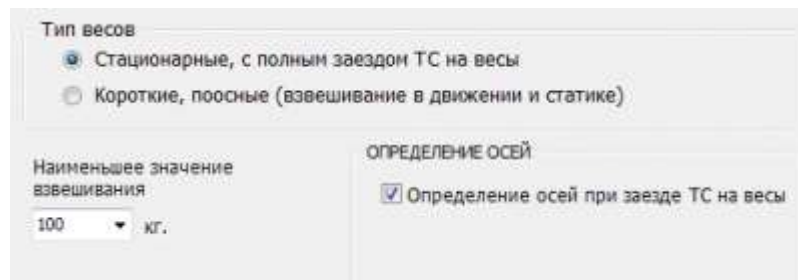 Тип весов
Стационарные, с полным заездом ТС на весы
Короткие, поосные (взвешивание в движении и статике)
Наименьшее значение
взвешивания
100 кг.
ОПРЕДЕЛЕНИЕ ОСЕЙ
Определение осей при заезде ТС на весы